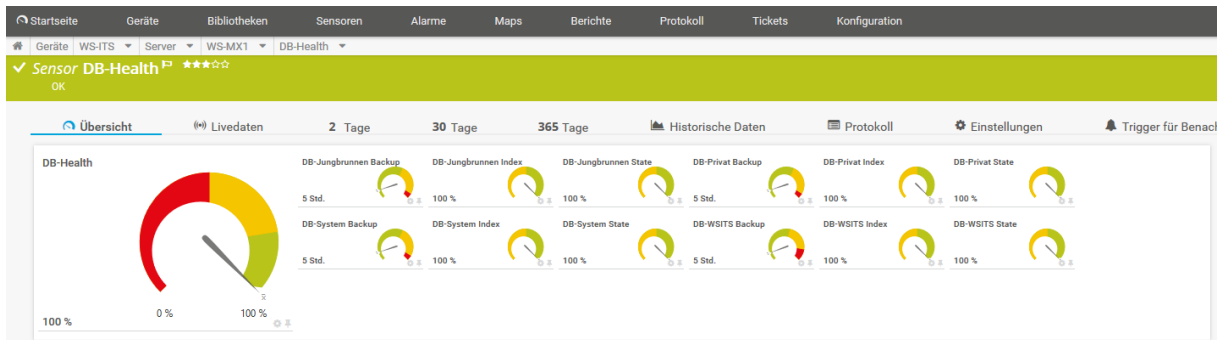 Startseite Geräte Bibliotheken Sensoren Alarme Maps Berichte Protokoll Tickets Konfiguration
Geräte WS-ITS Server WS-MX1 DB-Health
Sensor DB-Health
OK
Übersicht Livedaten 2 Tage 30 Tage 365 Tage Historische Daten Protokoll Einstellungen Trigger für Benach
DB-Health
0 %
100 %
100 %
DB-Jungbrunnen Backup DB-Jungbrunnen Index DB-Jungbrunnen State DB-Privat Backup DB-Privat Index DB-Privat State
5 Std. 100 % 100 % 5 Std. 100 % 100 %
DB-System Backup DB-System Index DB-System State DB-WSITS Backup DB-WSITS Index DB-WSITS State
5 Std. 100 % 100 % 5 Std. 100 % 100 %